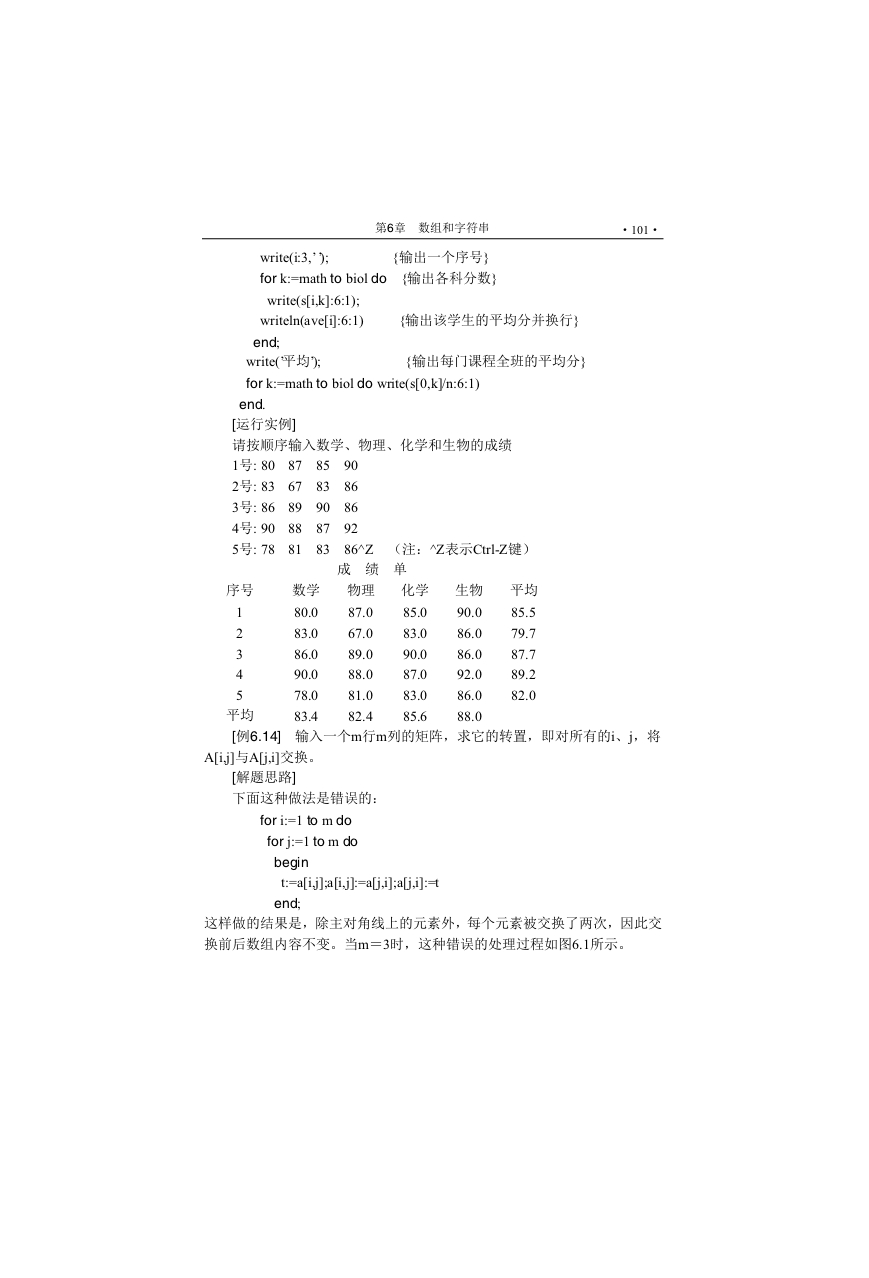 第6章　数组和字符串　·101·
write(i:3,’ ’);　{输出一个序号}
for k:=math to biol do　{输出各科分数}
write(s[i,k]:6:1);
writeln(ave[i]:6:1)　{输出该学生的平均分并换行}
end;
write(’平均’);　{输出每门课程全班的平均分}
for k:=math to biol do write(s[0,k]/n:6:1)
end.
[运行实例]
请按顺序输入数学、物理、化学和生物的成绩
1号: 80　87　85　90
2号: 83　67　83　86
3号: 86　89　90　86
4号: 90　88　87　92
5号: 78　81　83　86^Z　（注：^Z表示Ctrl-Z键）
成　绩　单
序号　数学　物理　化学　生物　平均
1　80.0　87.0　85.0　90.0　85.5
2　83.0　67.0　83.0　86.0　79.7
3　86.0　89.0　90.0　86.0　87.7
4　90.0　88.0　87.0　92.0　89.2
5　78.0　81.0　83.0　86.0　82.0
平均　83.4　82.4　85.6　88.0
[例6.14]　输入一个m行m列的矩阵，求它的转置，即对所有的i、j，将
A[i,j]与A[j,i]交换。
[解题思路]
下面这种做法是错误的：
for i:=1 to m do
for j:=1 to m do
begin
t:=a[i,j];a[i,j]:=a[j,i];a[j,i]:=t
end;
这样做的结果是，除主对角线上的元素外，每个元素被交换了两次，因此交
换前后数组内容不变。当m＝3时，这种错误的处理过程如图6.1所示。